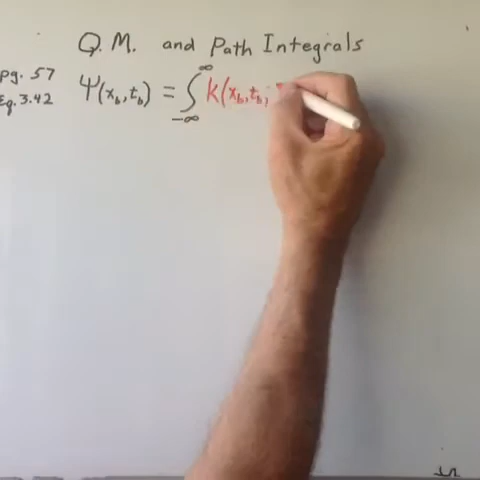 Q.M. and Path Integrals
pg. 57
Eq. 3.42
Ψ(x_b, t_b) = ∫_{-∞}^{∞} K(x_b, t_b;